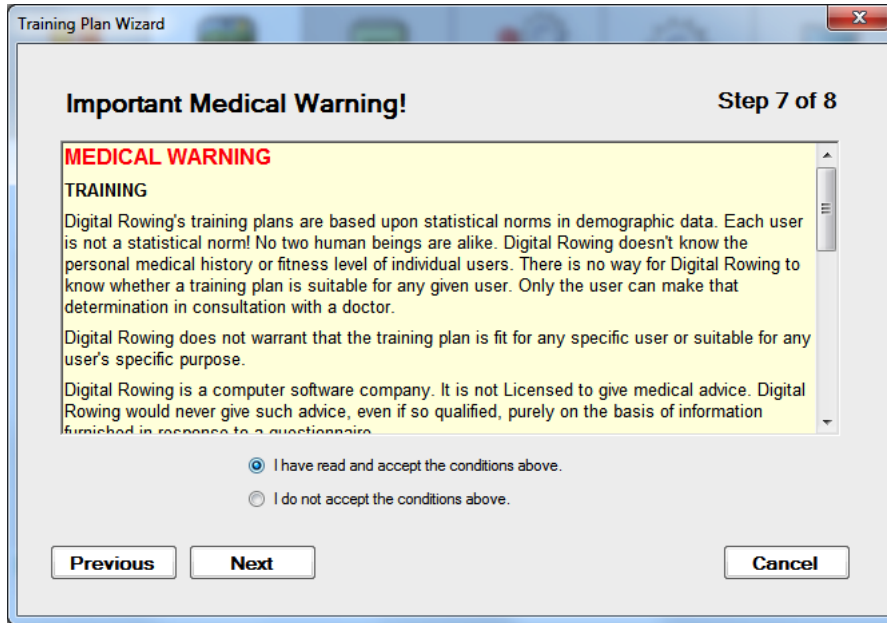 Training Plan Wizard
Important Medical Warning!
Step 7 of 8
MEDICAL WARNING
TRAINING
Digital Rowing's training plans are based upon statistical norms in demographic data. Each user
is not a statistical norm! No two human beings are alike. Digital Rowing doesn't know the
personal medical history or fitness level of individual users. There is no way for Digital Rowing to
know whether a training plan is suitable for any given user. Only the user can make that
determination in consultation with a doctor.
Digital Rowing does not warrant that the training plan is fit for any specific user or suitable for any
user's specific purpose.
Digital Rowing is a computer software company. It is not Licensed to give medical advice. Digital
Rowing would never give such advice, even if so qualified, purely on the basis of information
furnished in response to a questionnaire
I have read and accept the conditions above.
I do not accept the conditions above.
Previous
Next
Cancel